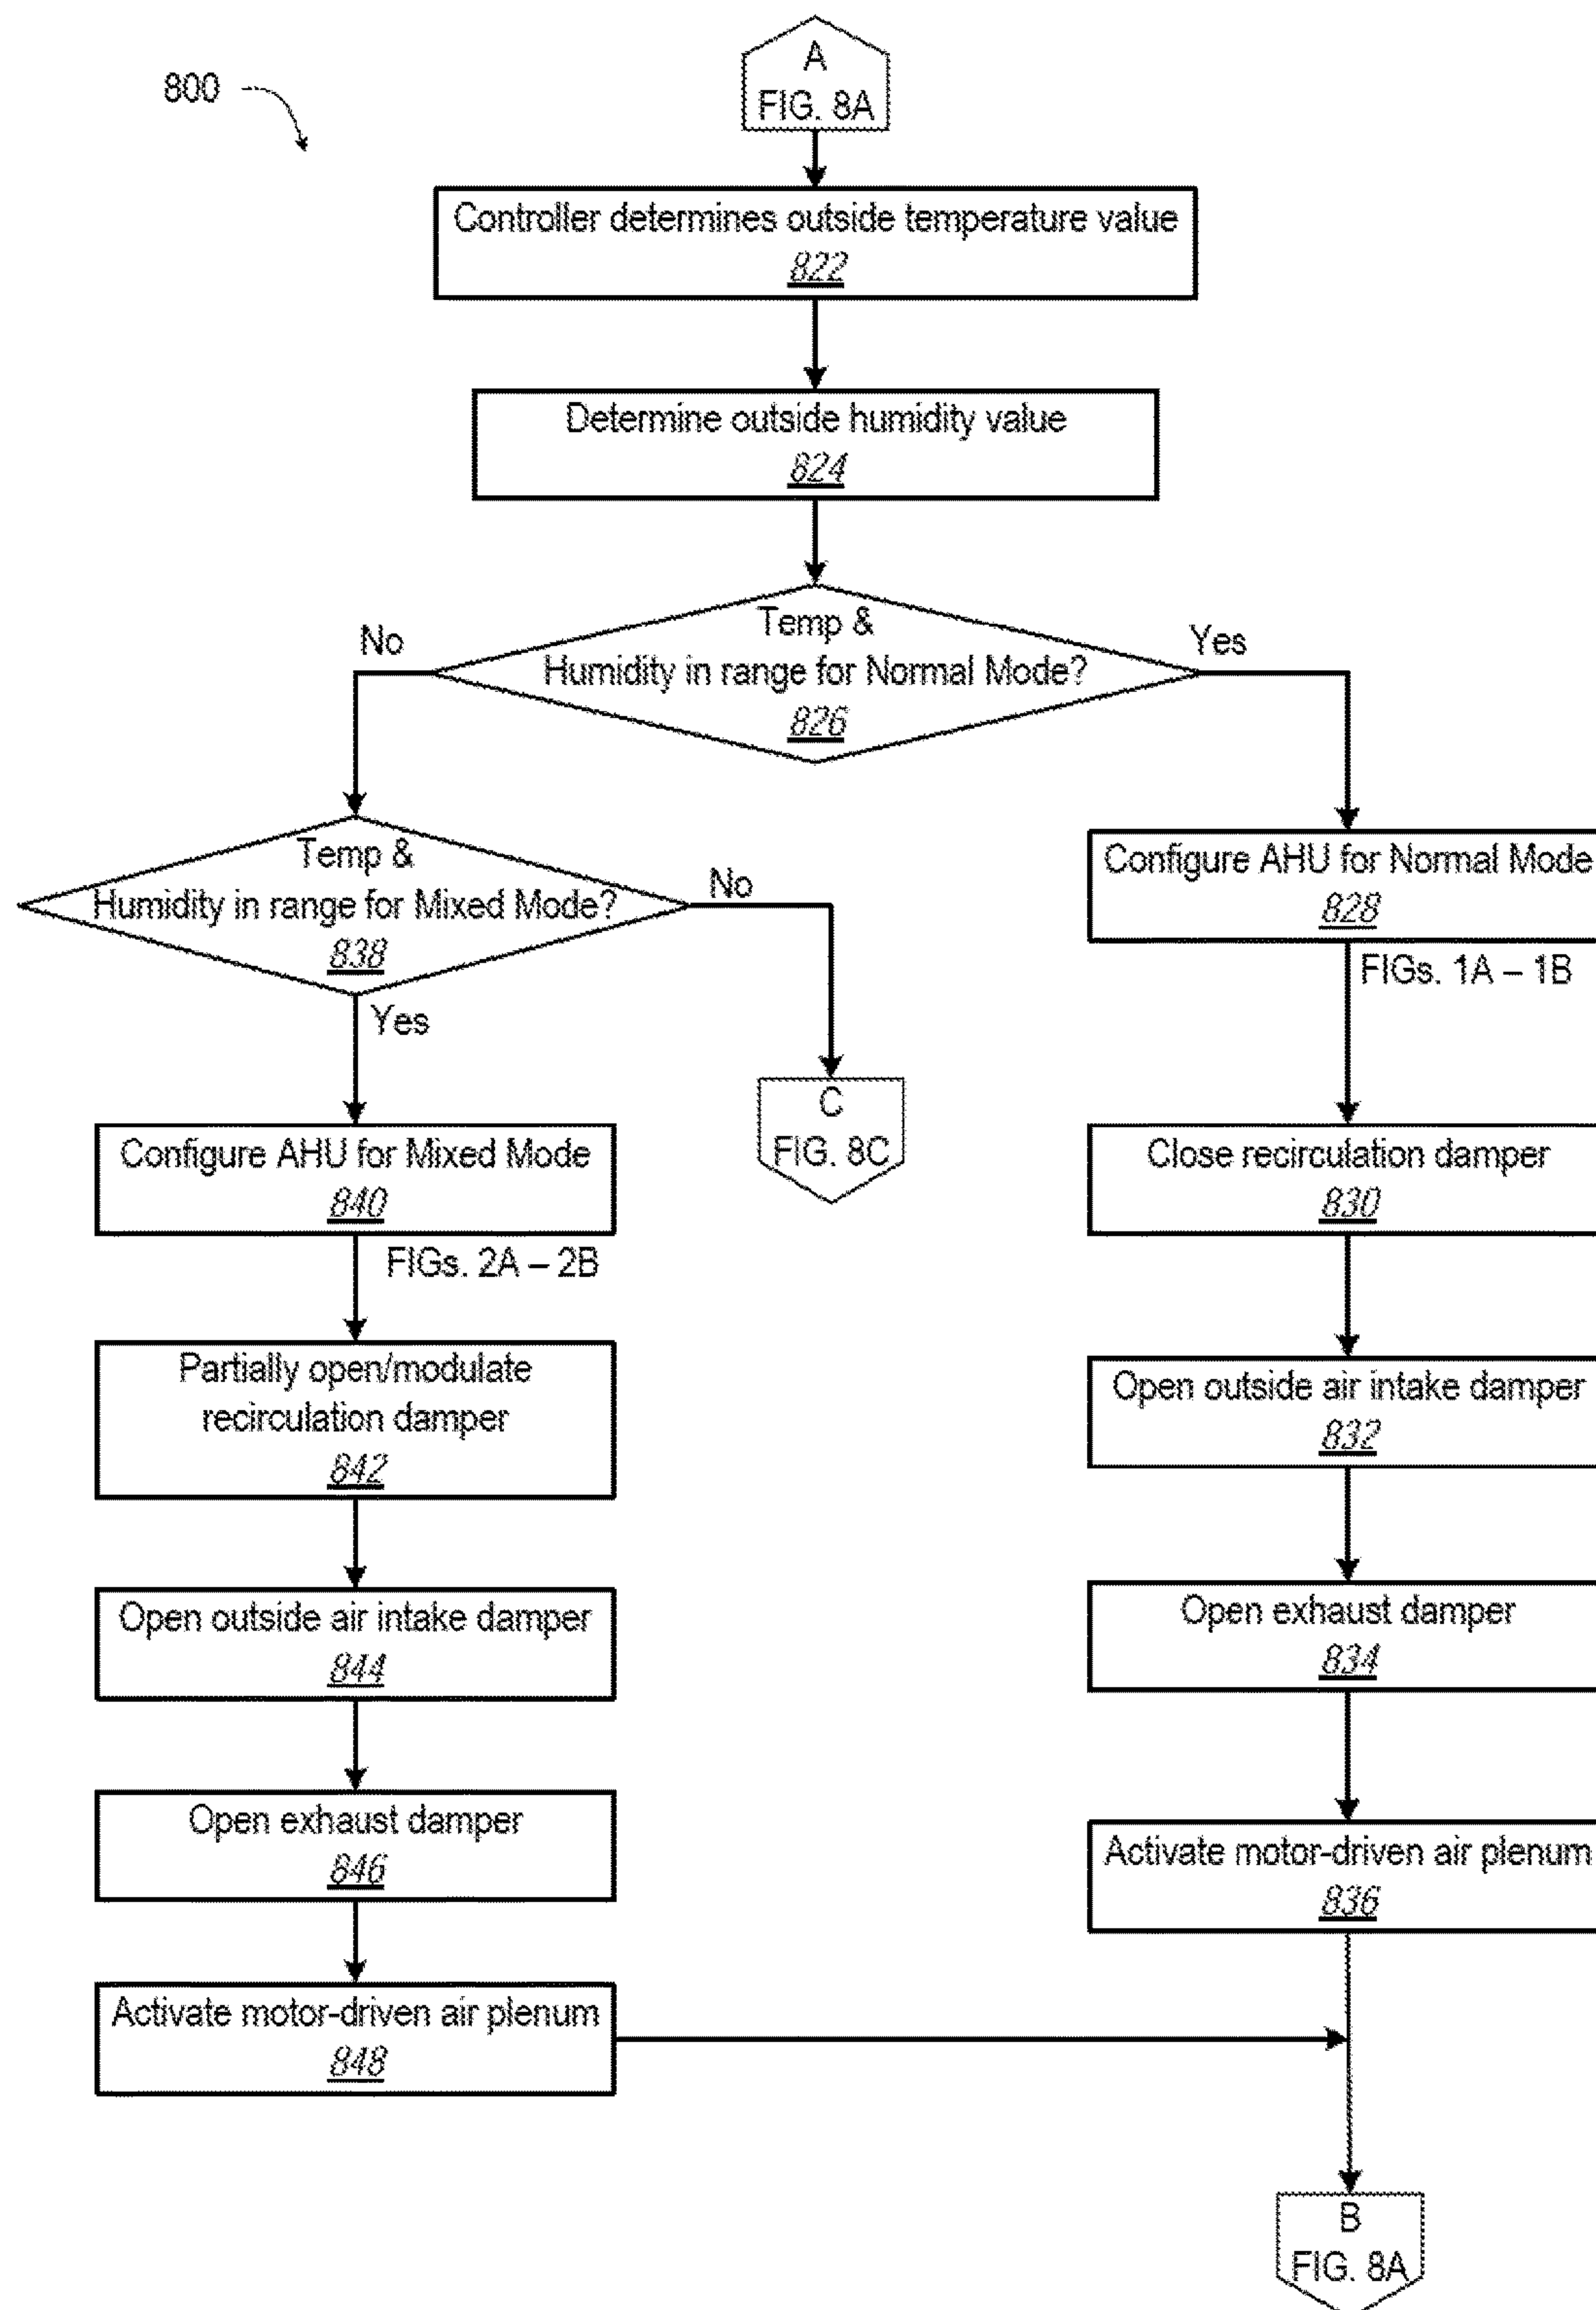 800
A
FIG. 8A
Controller determines outside temperature value
822
Determine outside humidity value
824
Temp &
Humidity in range for Normal Mode?
826
No
Yes
Temp &
Humidity in range for Mixed Mode?
838
No
Yes
C
FIG. 8C
Configure AHU for Normal Mode
828
FIGs. 1A – 1B
Configure AHU for Mixed Mode
840
FIGs. 2A – 2B
Close recirculation damper
830
Partially open/modulate
recirculation damper
842
Open outside air intake damper
832
Open outside air intake damper
844
Open exhaust damper
834
Open exhaust damper
846
Activate motor-driven air plenum
836
Activate motor-driven air plenum
848
B
FIG. 8A